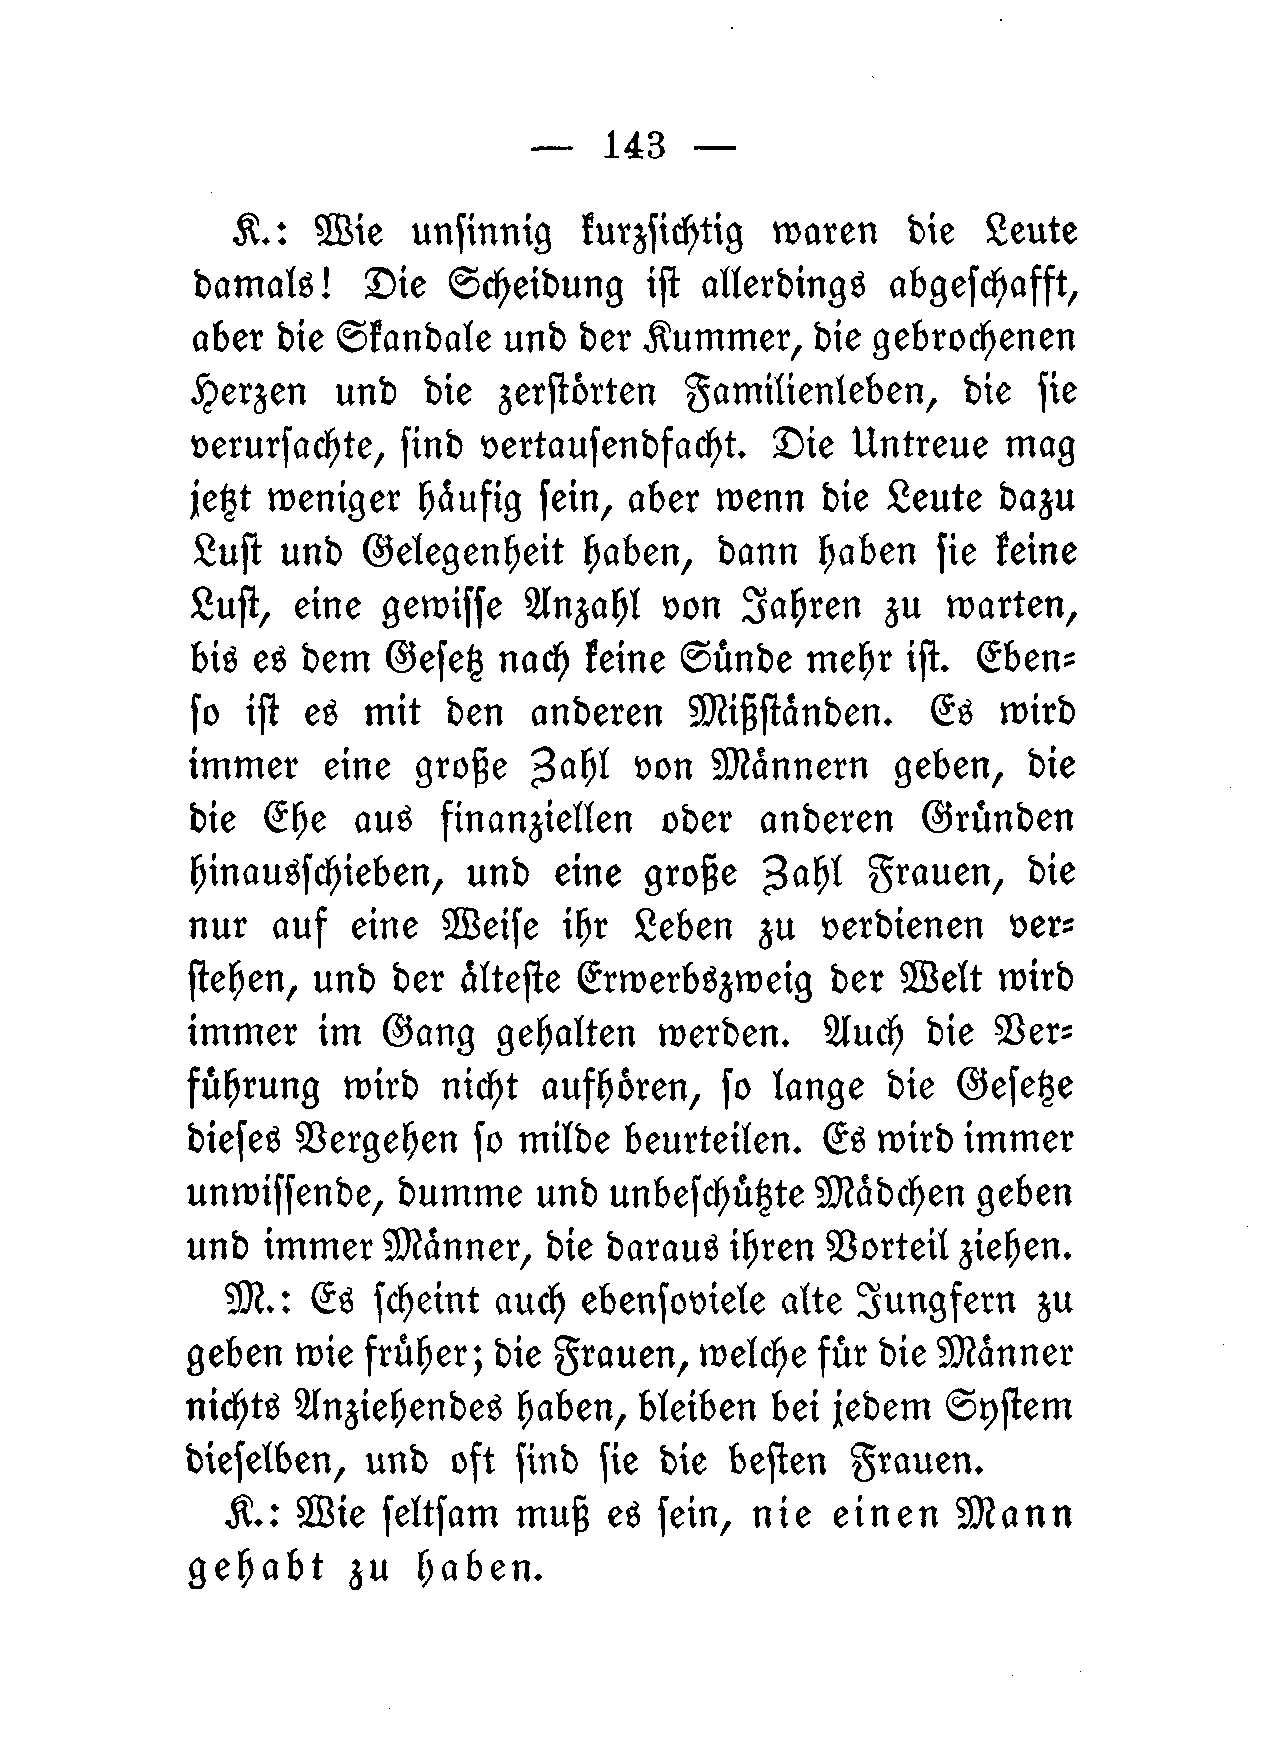 — 143 —
K.: Wie unſinnig kurzſichtig waren die Leute
damals! Die Scheidung iſt allerdings abgeſchafft,
aber die Skandale und der Kummer, die gebrochenen
Herzen und die zerſtörten Familienleben, die ſie
verurſachte, ſind vertauſendfacht. Die Untreue mag
jetzt weniger häufig ſein, aber wenn die Leute dazu
Luſt und Gelegenheit haben, dann haben ſie keine
Luſt, eine gewiſſe Anzahl von Jahren zu warten,
bis es dem Geſetz nach keine Sünde mehr iſt. Eben-
ſo iſt es mit den anderen Mißſtänden. Es wird
immer eine große Zahl von Männern geben, die
die Ehe aus finanziellen oder anderen Gründen
hinausſchieben, und eine große Zahl Frauen, die
nur auf eine Weiſe ihr Leben zu verdienen ver-
ſtehen, und der älteſte Erwerbszweig der Welt wird
immer im Gang gehalten werden. Auch die Ver-
führung wird nicht aufhören, ſo lange die Geſetze
dieſes Vergehen ſo milde beurteilen. Es wird immer
unwiſſende, dumme und unbeſchützte Mädchen geben
und immer Männer, die daraus ihren Vorteil ziehen.
M.: Es ſcheint auch ebenſoviele alte Jungfern zu
geben wie früher; die Frauen, welche für die Männer
nichts Anziehendes haben, bleiben bei jedem Syſtem
dieſelben, und oft ſind ſie die beſten Frauen.
K.: Wie ſeltſam muß es ſein, nie einen Mann
gehabt zu haben.